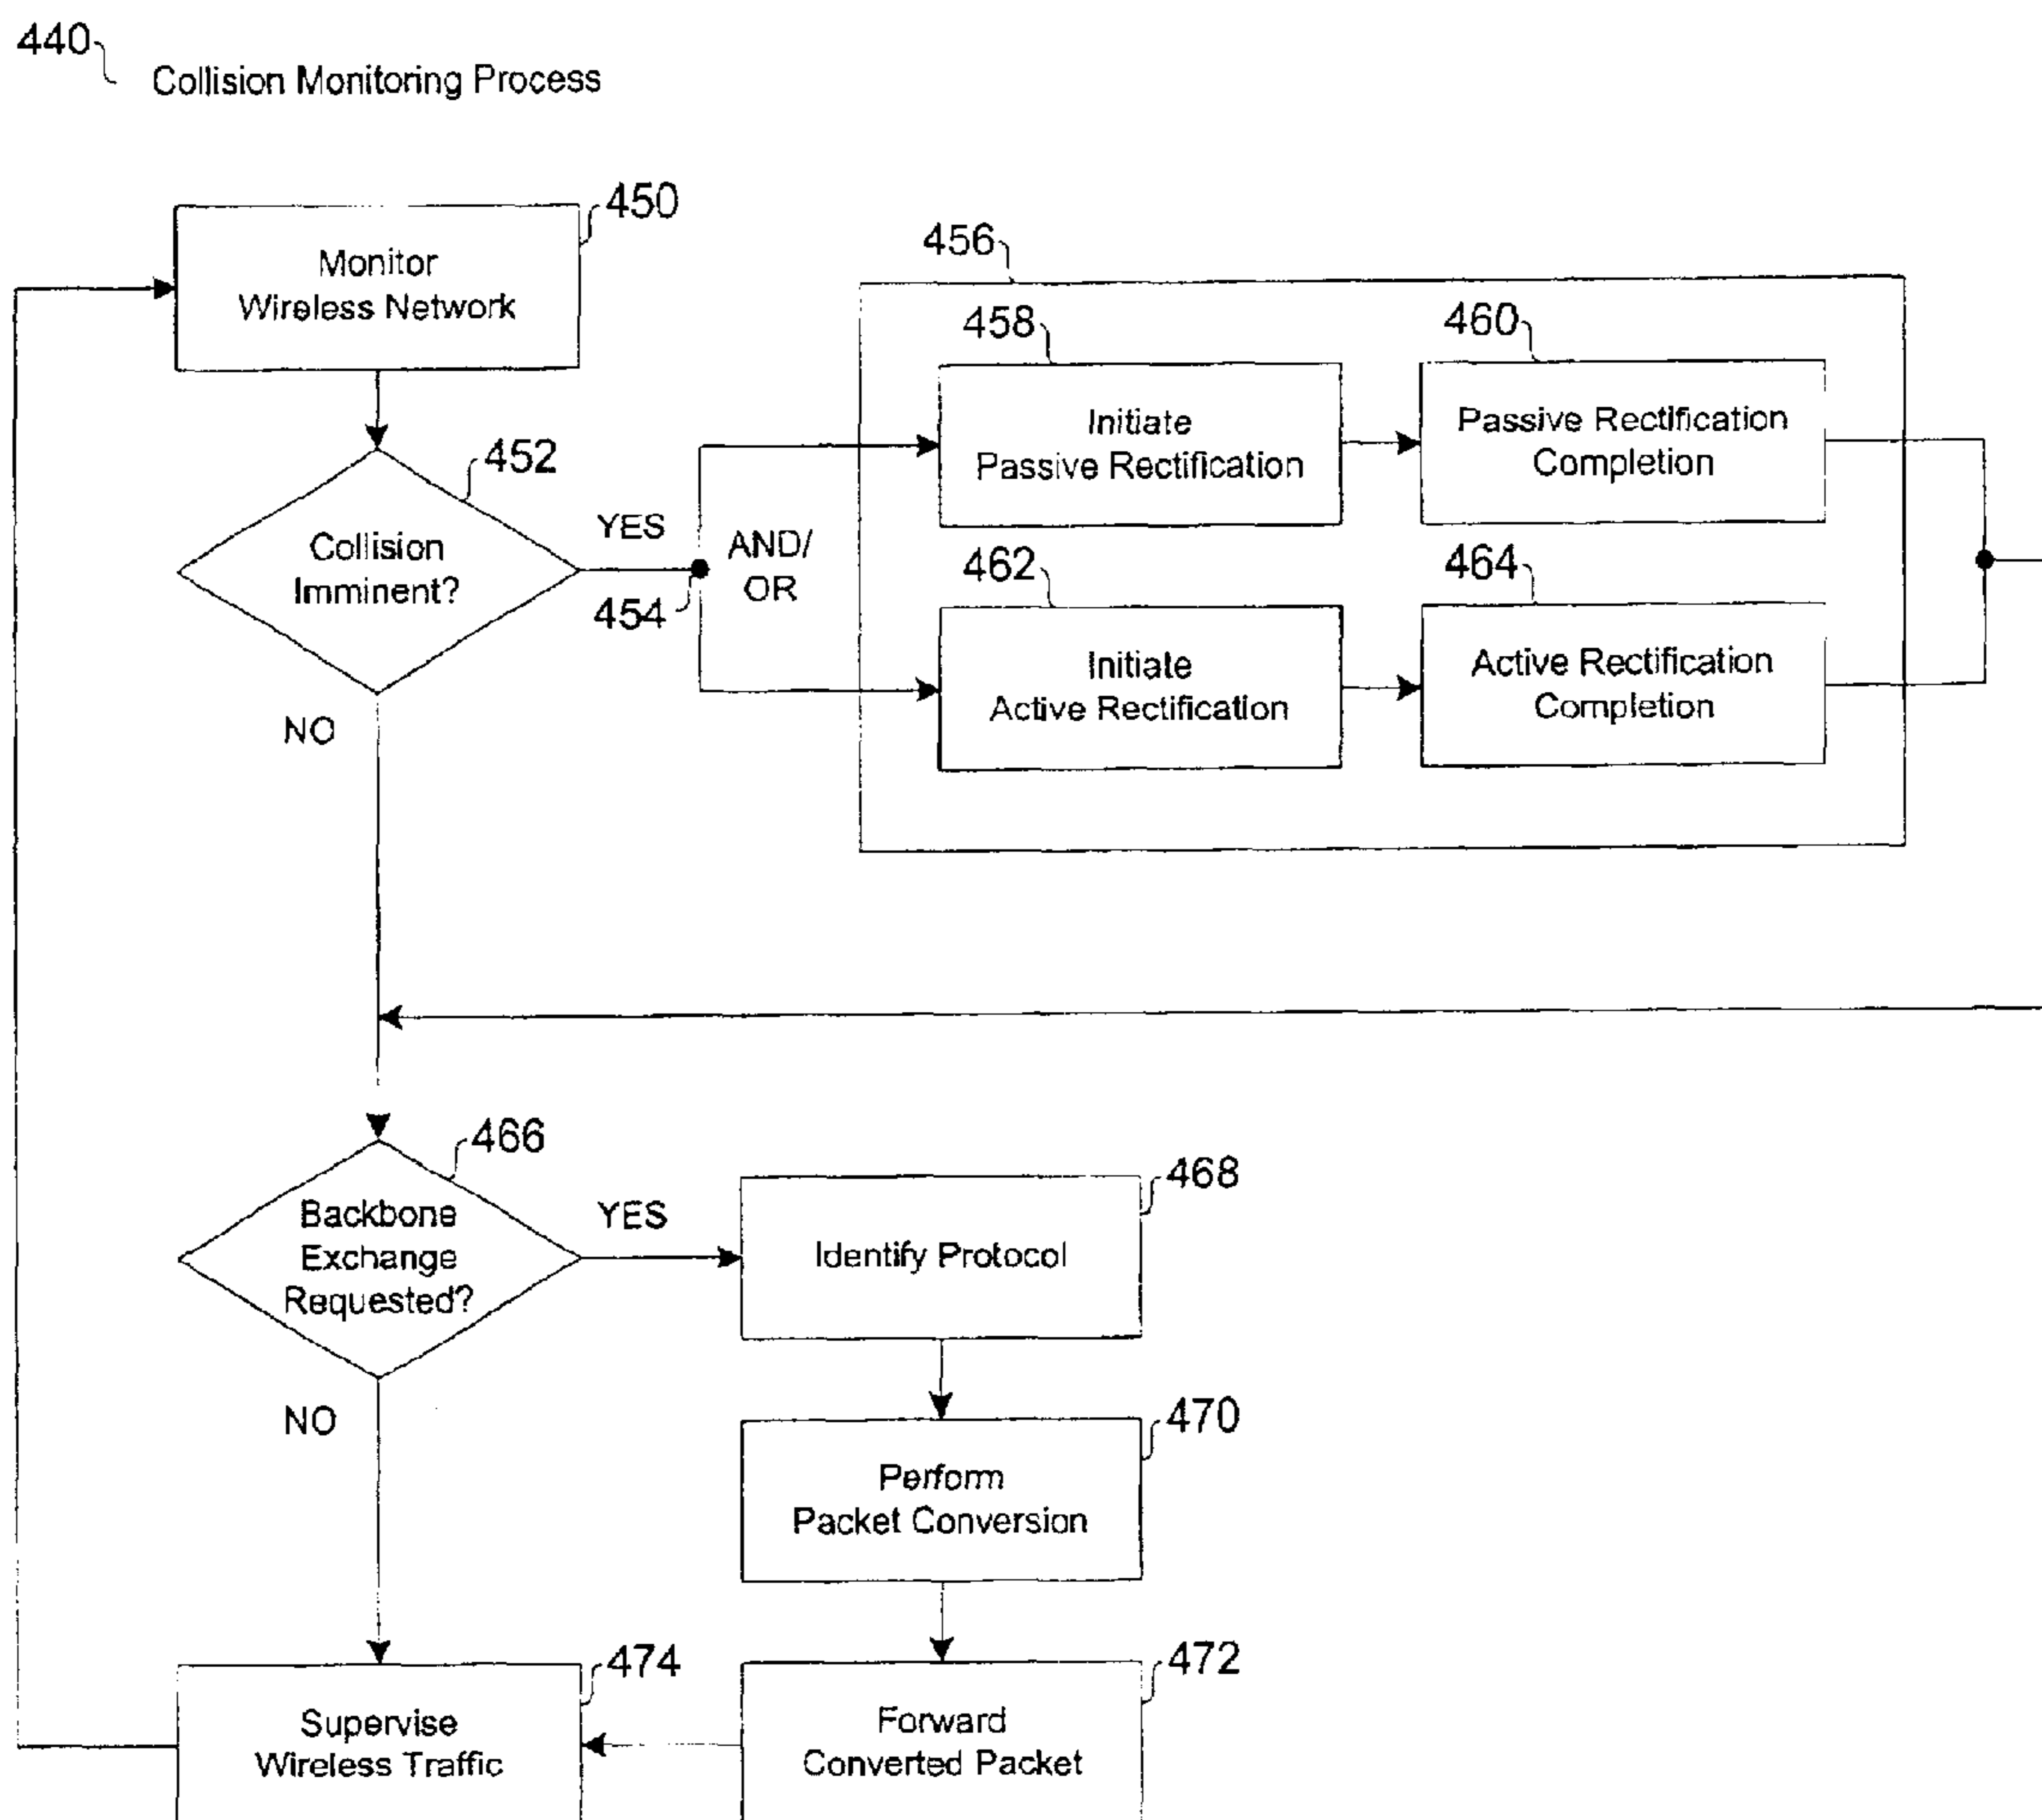 440
Collision Monitoring Process
450
Monitor
Wireless Network
456
458
460
Initiate
Passive Rectification
Passive Rectification
Completion
452
Collision
Imminent?
YES
454
AND/
OR
462
464
Initiate
Active Rectification
Active Rectification
Completion
NO
466
Backbone
Exchange
Requested?
YES
468
Identify Protocol
NO
470
Perform
Packet Conversion
474
Supervise
Wireless Traffic
472
Forward
Converted Packet